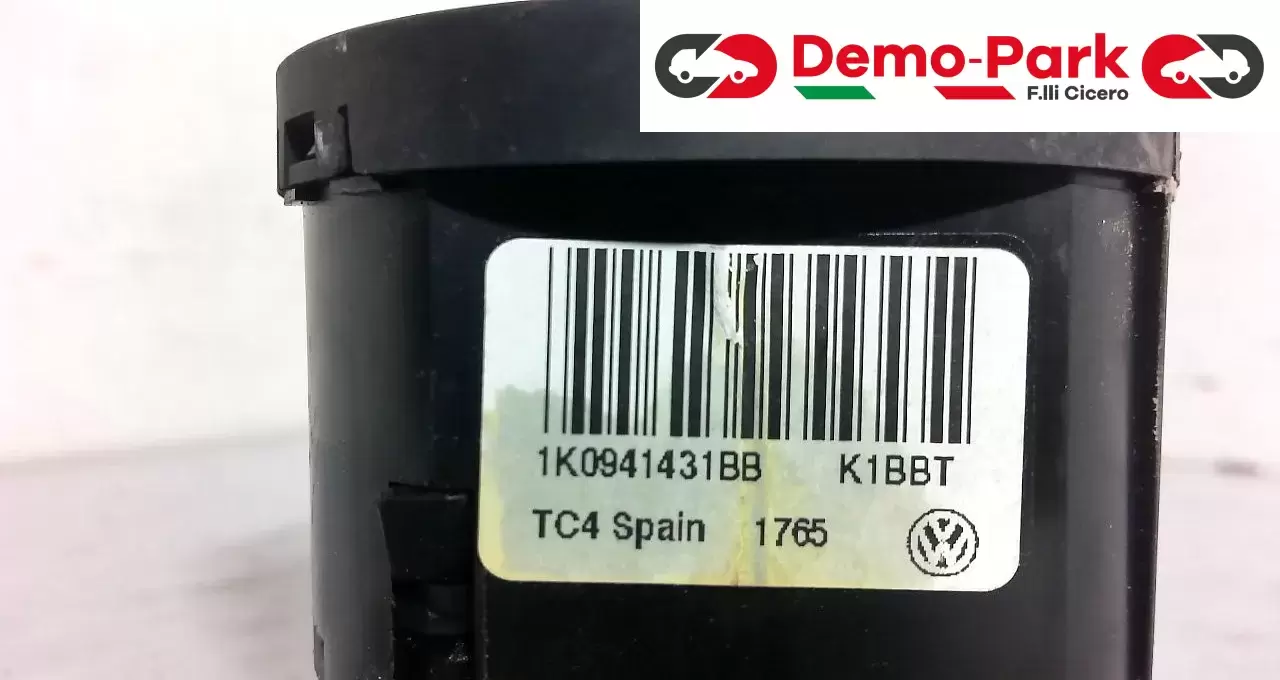 Demo-Park
F.lli Cicero
1K0941431BB K1BBT
TC4 Spain 1765